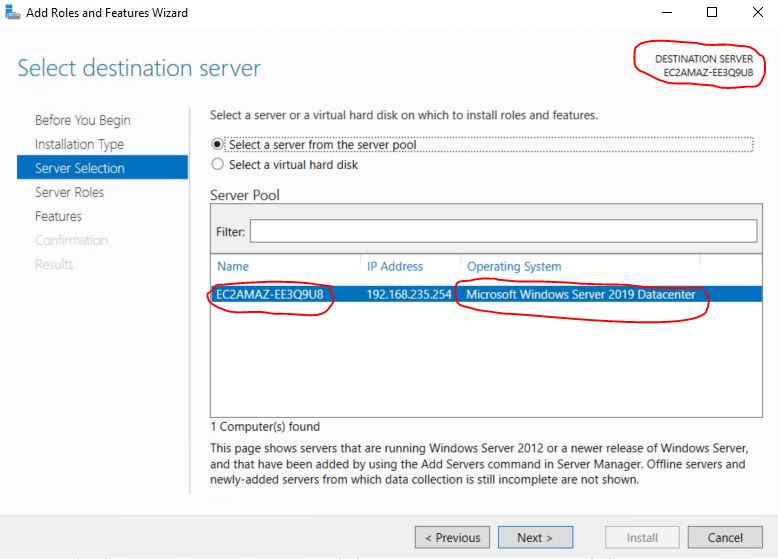 Add Roles and Features Wizard
Select destination server
DESTINATION SERVER
EC2AMAZ-EE3Q9U8
Before You Begin
Installation Type
Server Selection
Server Roles
Features
Confirmation
Results
Select a server or a virtual hard disk on which to install roles and features.
Select a server from the server pool
Select a virtual hard disk
Server Pool
Filter:
Name IP Address Operating System
EC2AMAZ-EE3Q9U8 192.168.235.254 Microsoft Windows Server 2019 Datacenter
1 Computer(s) found
This page shows servers that are running Windows Server 2012 or a newer release of Windows Server,
and that have been added by using the Add Servers command in Server Manager. Offline servers and
newly-added servers from which data collection is still incomplete are not shown.
< Previous Next > Install Cancel